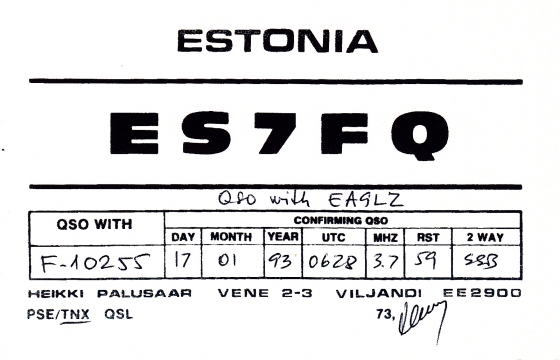 ESTONIA
ES7FQ
QSO with EA9LZ
QSO WITH CONFIRMING QSO
DAY MONTH YEAR UTC MHZ RST 2 WAY
F-10255 17 01 93 0628 3.7 59 SSB
HEIKKI PALUSAAR VENE 2-3 VILJANDI EE2900
PSE/TNX QSL 73,